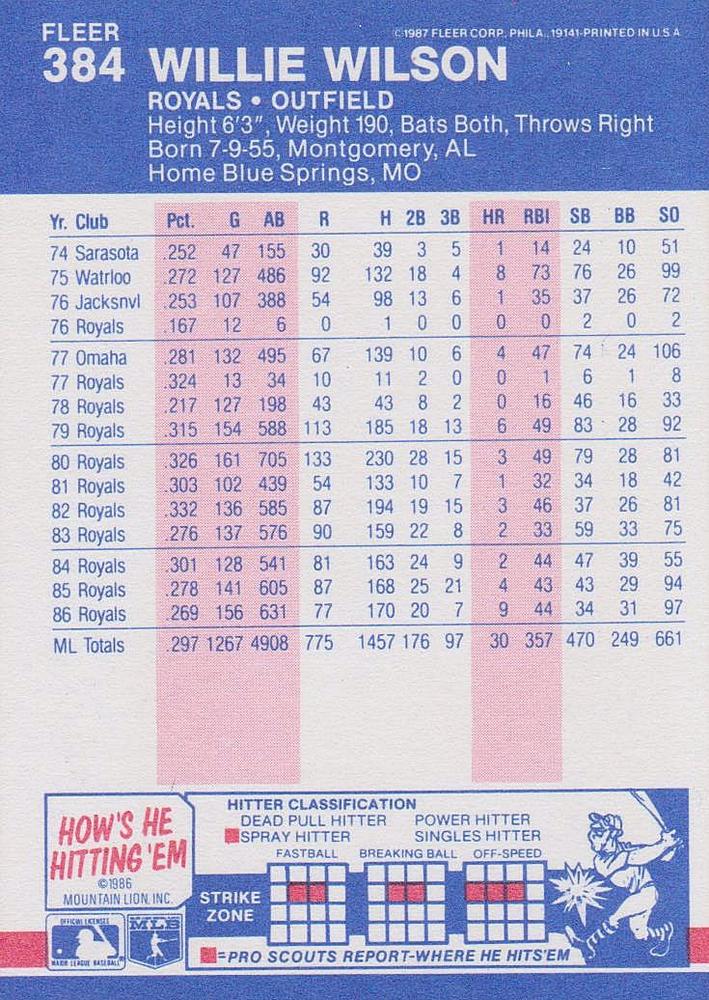 FLEER ©1987 FLEER CORP. PHILA., 19141-PRINTED IN U.S.A
384 WILLIE WILSON
ROYALS • OUTFIELD
Height 6'3", Weight 190, Bats Both, Throws Right
Born 7-9-55, Montgomery, AL
Home Blue Springs, MO
Yr. Club Pct. G AB R H 2B 3B HR RBI SB BB SO
74 Sarasota .252 47 155 30 39 3 5 1 14 24 10 51
75 Watrloo .272 127 486 92 132 18 4 8 73 76 26 99
76 Jacksnvl .253 107 388 54 98 13 6 1 35 37 26 72
76 Royals .167 12 6 0 1 0 0 0 0 2 0 2
77 Omaha .281 132 495 67 139 10 6 4 47 74 24 106
77 Royals .324 13 34 10 11 2 0 0 1 6 1 8
78 Royals .217 127 198 43 43 8 2 0 16 46 16 33
79 Royals .315 154 588 113 185 18 13 6 49 83 28 92
80 Royals .326 161 705 133 230 28 15 3 49 79 28 81
81 Royals .303 102 439 54 133 10 7 1 32 34 18 42
82 Royals .332 136 585 87 194 19 15 3 46 37 26 81
83 Royals .276 137 576 90 159 22 8 2 33 59 33 75
84 Royals .301 128 541 81 163 24 9 2 44 47 39 55
85 Royals .278 141 605 87 168 25 21 4 43 43 29 94
86 Royals .269 156 631 77 170 20 7 9 44 34 31 97
ML Totals .297 1267 4908 775 1457 176 97 30 357 470 249 661
HOW'S HE
HITTING 'EM
©1986
MOUNTAIN LION, INC.
OFFICIAL LICENSEE
MAJOR LEAGUE BASEBALL
MLB
HITTER CLASSIFICATION
DEAD PULL HITTER POWER HITTER
SPRAY HITTER SINGLES HITTER
FASTBALL BREAKING BALL OFF-SPEED
STRIKE
ZONE
=PRO SCOUTS REPORT-WHERE HE HITS'EM